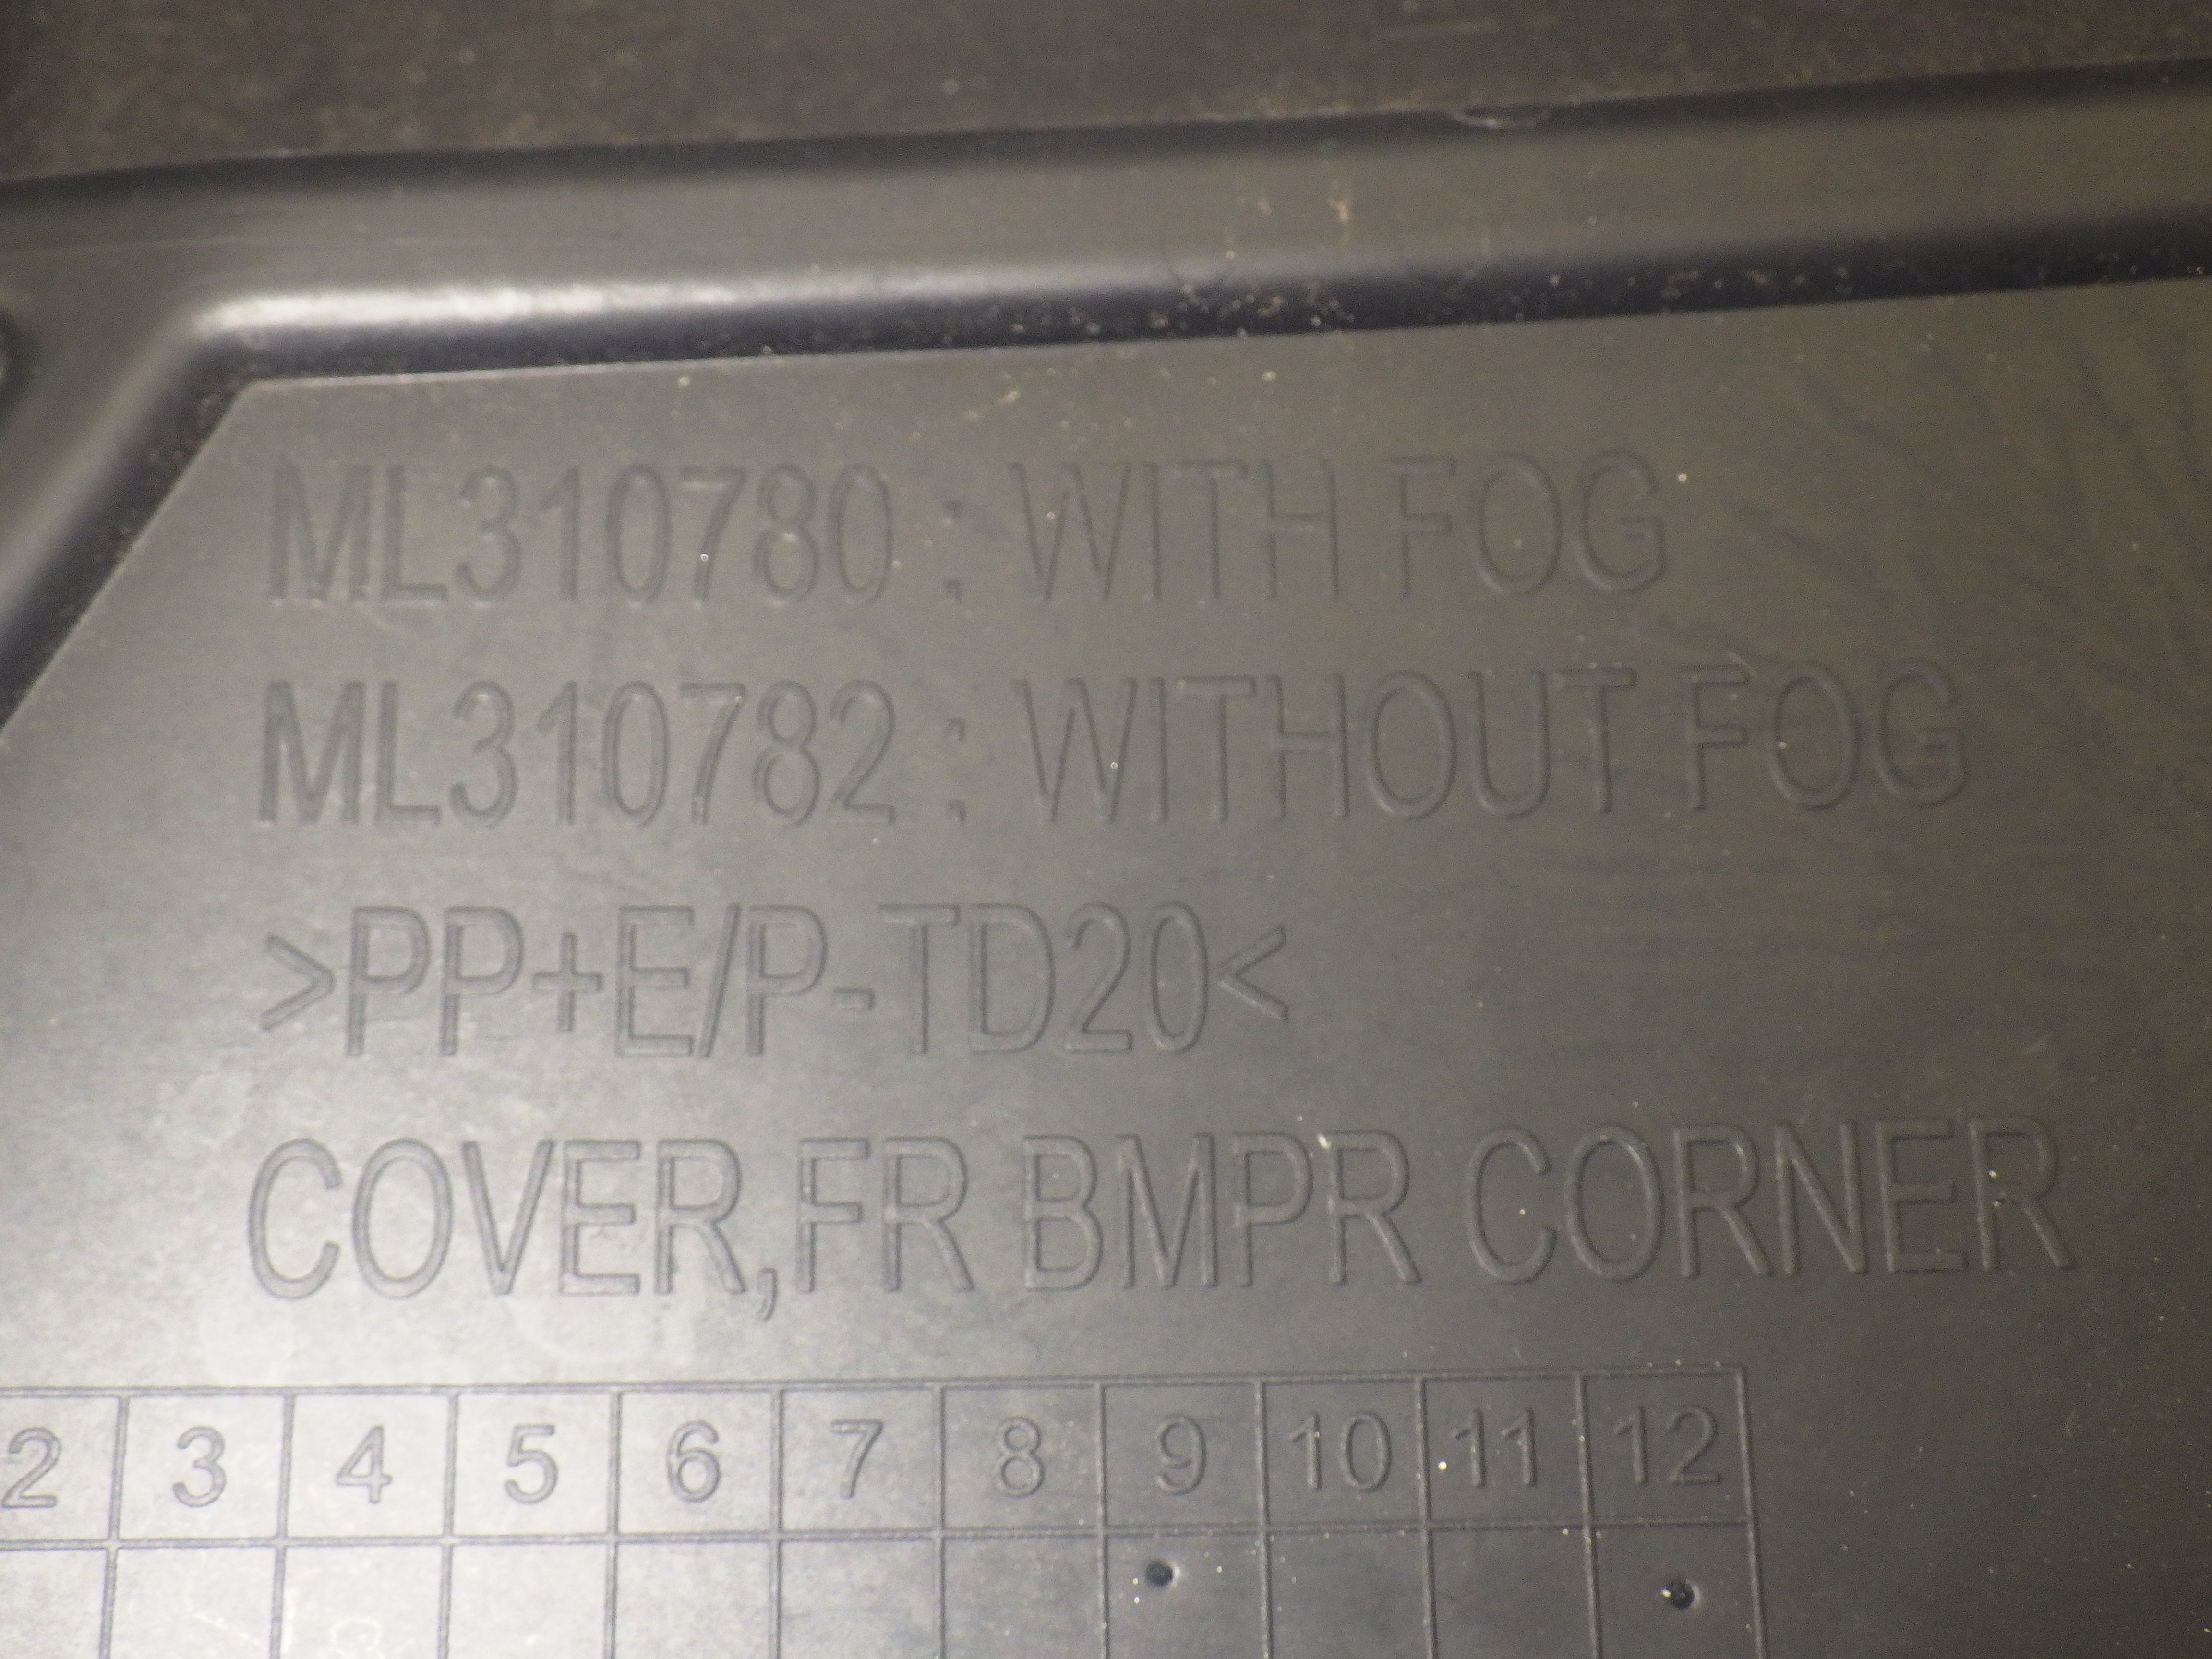 ML310780 : WITH FOG
ML310782 : WITHOUT FOG
>PP+E/P-TD20<
COVER,FR BMPR CORNER
2 3 4 5 6 7 8 9 10 11 12